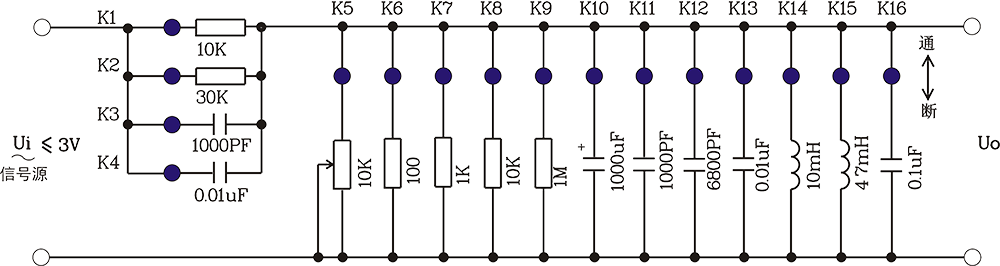 K1
10K
K2
30K
K3
1000PF
K4
0.01uF
Ui ≤ 3V
信号源
K5 K6 K7 K8 K9 K10 K11 K12 K13 K14 K15 K16
通
断
10K
100
1K
10K
1M
+
1000uF
1000PF
6800PF
0.01uF
10mH
4.7mH
0.1uF
Uo